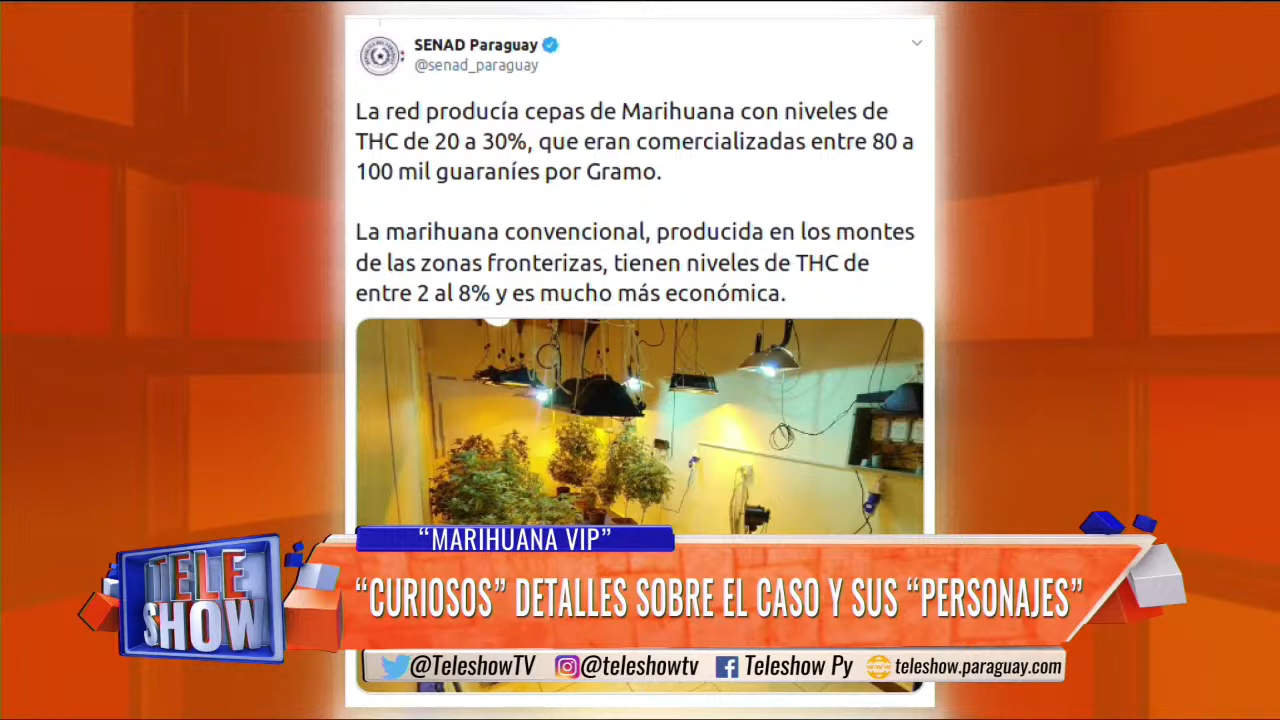 SENAD Paraguay
@senad_paraguay
La red producía cepas de Marihuana con niveles de
THC de 20 a 30%, que eran comercializadas entre 80 a
100 mil guaraníes por Gramo.
La marihuana convencional, producida en los montes
de las zonas fronterizas, tienen niveles de THC de
entre 2 al 8% y es mucho más económica.
“MARIHUANA VIP”
“CURIOSOS” DETALLES SOBRE EL CASO Y SUS “PERSONAJES”
TELE
SHOW
@TeleshowTV @teleshowtv Teleshow Py teleshow.paraguay.com